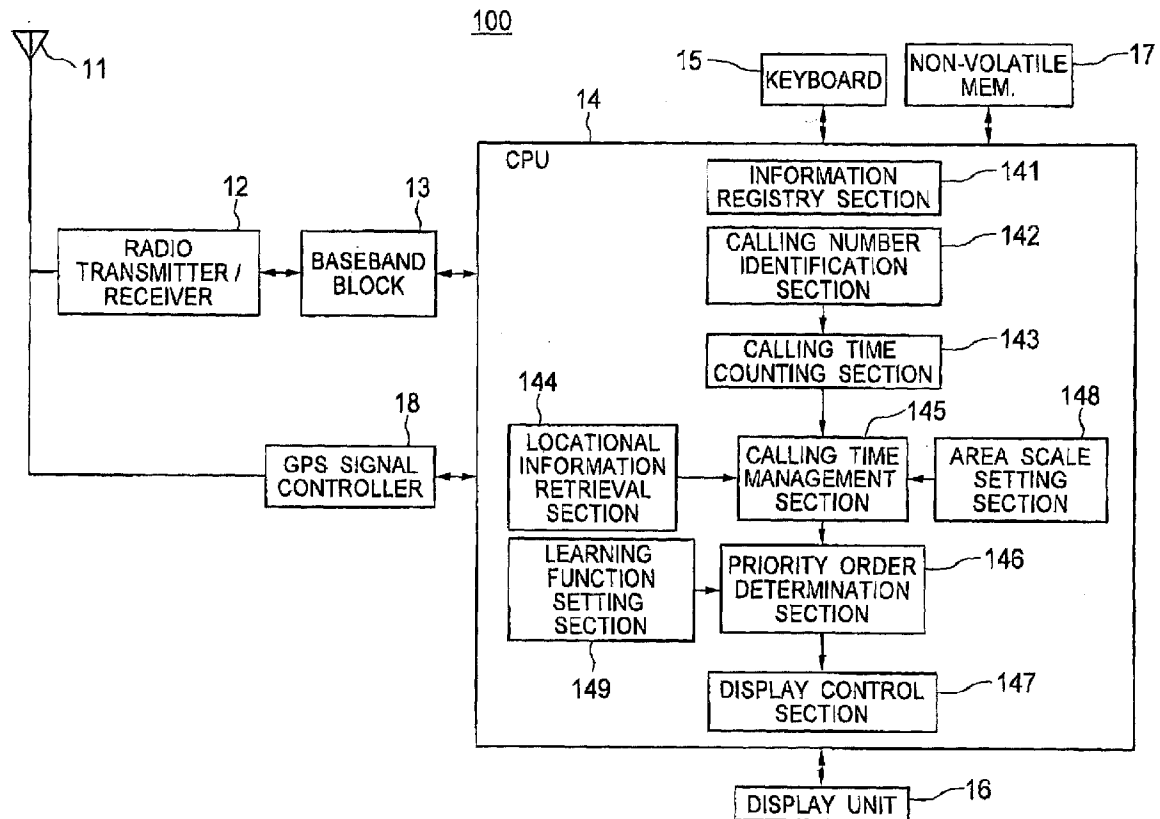 100
11
15
KEYBOARD
17
NON-VOLATILE
MEM.
14
CPU
INFORMATION
REGISTRY SECTION
141
12
RADIO
TRANSMITTER/
RECEIVER
13
BASEBAND
BLOCK
CALLING NUMBER
IDENTIFICATION
SECTION
142
CALLING TIME
COUNTING SECTION
143
144
LOCATIONAL
INFORMATION
RETRIEVAL
SECTION
145
CALLING TIME
MANAGEMENT
SECTION
148
AREA SCALE
SETTING
SECTION
18
GPS SIGNAL
CONTROLLER
LEARNING
FUNCTION
SETTING
SECTION
149
PRIORITY ORDER
DETERMINATION
SECTION
146
DISPLAY CONTROL
SECTION
147
DISPLAY UNIT
16